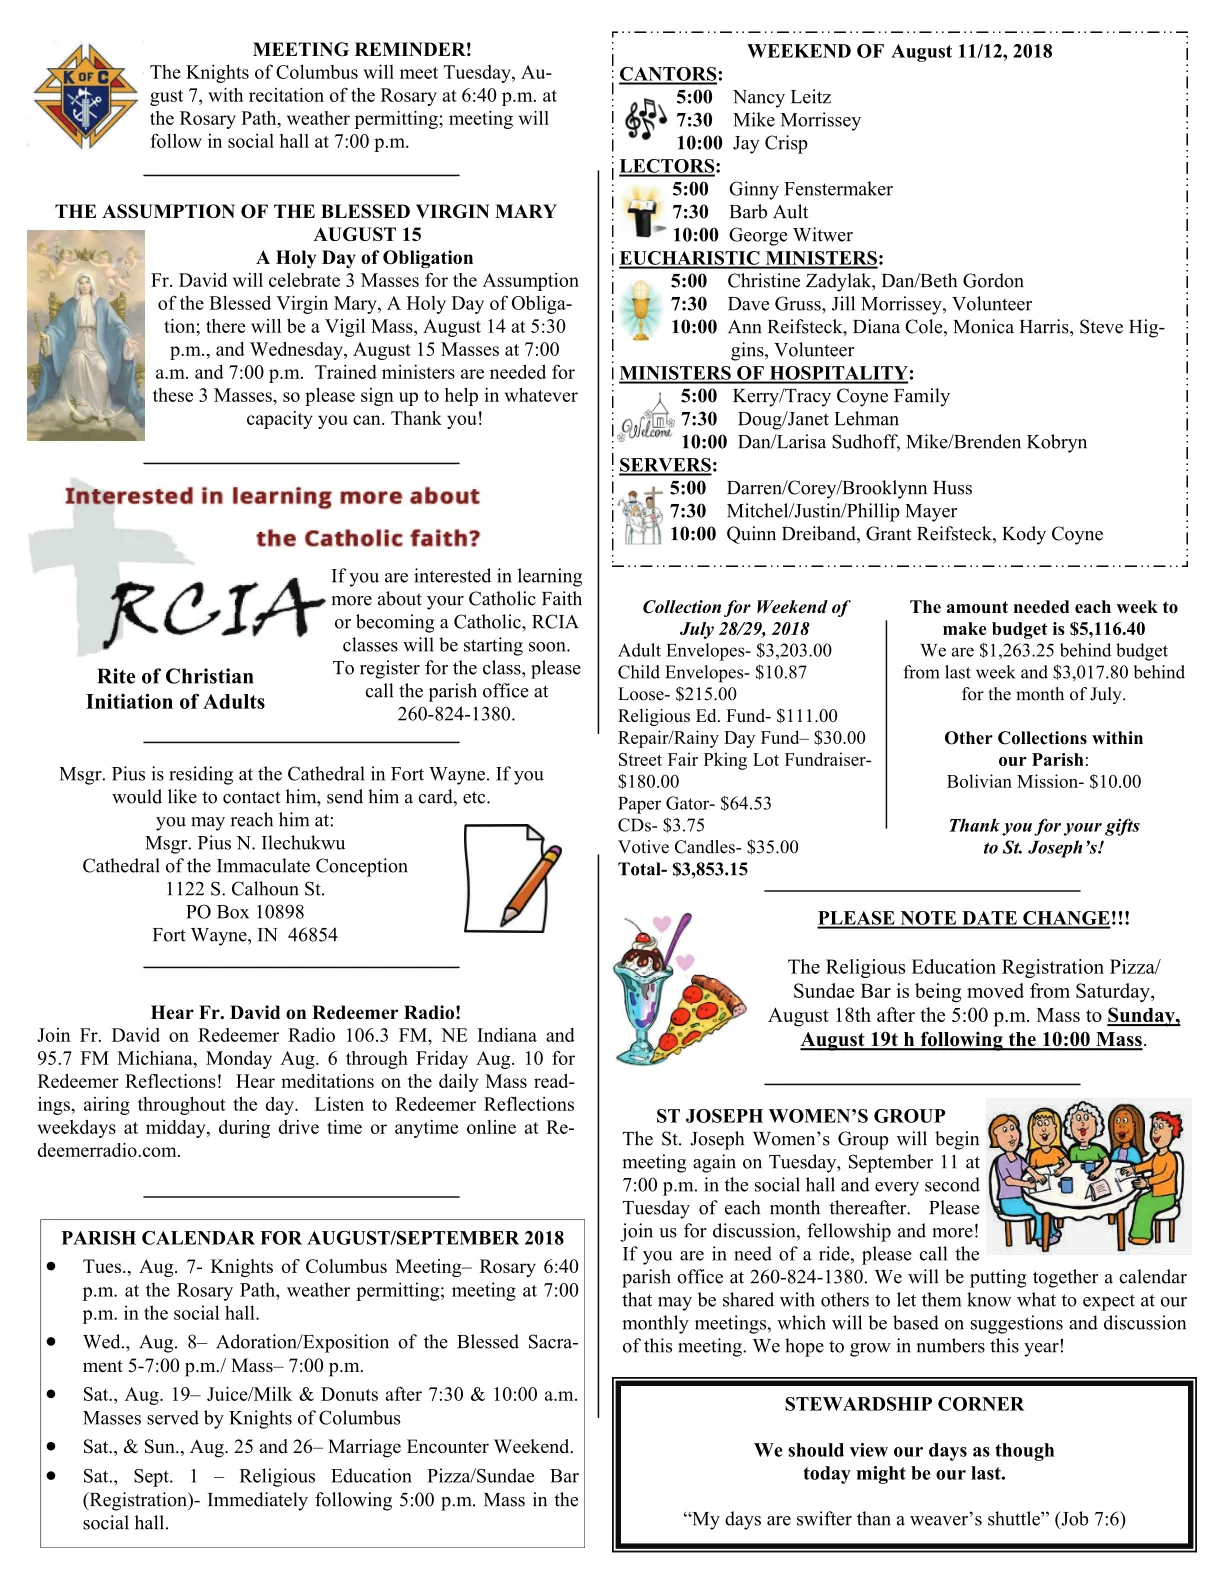 K OF C
MEETING REMINDER!
The Knights of Columbus will meet Tuesday, Au-
gust 7, with recitation of the Rosary at 6:40 p.m. at
the Rosary Path, weather permitting; meeting will
follow in social hall at 7:00 p.m.
THE ASSUMPTION OF THE BLESSED VIRGIN MARY
AUGUST 15
A Holy Day of Obligation
Fr. David will celebrate 3 Masses for the Assumption
of the Blessed Virgin Mary, A Holy Day of Obliga-
tion; there will be a Vigil Mass, August 14 at 5:30
p.m., and Wednesday, August 15 Masses at 7:00
a.m. and 7:00 p.m.  Trained ministers are needed for
these 3 Masses, so please sign up to help in whatever
capacity you can. Thank you!
Interested in learning more about
the Catholic faith?
RCIA
Rite of Christian
Initiation of Adults
If you are interested in learning
more about your Catholic Faith
or becoming a Catholic, RCIA
classes will be starting soon.
To register for the class, please
call the parish office at
260-824-1380.
Msgr. Pius is residing at the Cathedral in Fort Wayne. If you
would like to contact him, send him a card, etc.
you may reach him at:
Msgr. Pius N. Ilechukwu
Cathedral of the Immaculate Conception
1122 S. Calhoun St.
PO Box 10898
Fort Wayne, IN  46854
Hear Fr. David on Redeemer Radio!
Join Fr. David on Redeemer Radio 106.3 FM, NE Indiana and
95.7 FM Michiana, Monday Aug. 6 through Friday Aug. 10 for
Redeemer Reflections!  Hear meditations on the daily Mass read-
ings, airing throughout the day.  Listen to Redeemer Reflections
weekdays at midday, during drive time or anytime online at Re-
deemerradio.com.
PARISH CALENDAR FOR AUGUST/SEPTEMBER 2018
• Tues., Aug. 7- Knights of Columbus Meeting– Rosary 6:40
p.m. at the Rosary Path, weather permitting; meeting at 7:00
p.m. in the social hall.
• Wed., Aug. 8– Adoration/Exposition of the Blessed Sacra-
ment 5-7:00 p.m./ Mass– 7:00 p.m.
• Sat., Aug. 19– Juice/Milk & Donuts after 7:30 & 10:00 a.m.
Masses served by Knights of Columbus
• Sat., & Sun., Aug. 25 and 26– Marriage Encounter Weekend.
• Sat., Sept. 1 – Religious Education Pizza/Sundae Bar
(Registration)- Immediately following 5:00 p.m. Mass in the
social hall.
WEEKEND OF August 11/12, 2018
CANTORS:
5:00 Nancy Leitz
7:30 Mike Morrissey
10:00 Jay Crisp
LECTORS:
5:00 Ginny Fenstermaker
7:30 Barb Ault
10:00 George Witwer
EUCHARISTIC MINISTERS:
5:00 Christine Zadylak, Dan/Beth Gordon
7:30 Dave Gruss, Jill Morrissey, Volunteer
10:00 Ann Reifsteck, Diana Cole, Monica Harris, Steve Hig-
gins, Volunteer
MINISTERS OF HOSPITALITY:
Welcome
5:00 Kerry/Tracy Coyne Family
7:30 Doug/Janet Lehman
10:00 Dan/Larisa Sudhoff, Mike/Brenden Kobryn
SERVERS:
5:00 Darren/Corey/Brooklynn Huss
7:30 Mitchel/Justin/Phillip Mayer
10:00 Quinn Dreiband, Grant Reifsteck, Kody Coyne
Collection for Weekend of
July 28/29, 2018
Adult Envelopes- $3,203.00
Child Envelopes- $10.87
Loose- $215.00
Religious Ed. Fund- $111.00
Repair/Rainy Day Fund– $30.00
Street Fair Pking Lot Fundraiser-
$180.00
Paper Gator- $64.53
CDs- $3.75
Votive Candles- $35.00
Total- $3,853.15
The amount needed each week to
make budget is $5,116.40
We are $1,263.25 behind budget
from last week and $3,017.80 behind
for the month of July.
Other Collections within
our Parish:
Bolivian Mission- $10.00
Thank you for your gifts
to St. Joseph's!
PLEASE NOTE DATE CHANGE!!!
The Religious Education Registration Pizza/
Sundae Bar is being moved from Saturday,
August 18th after the 5:00 p.m. Mass to Sunday,
August 19t h following the 10:00 Mass.
ST JOSEPH WOMEN'S GROUP
The St. Joseph Women's Group will begin
meeting again on Tuesday, September 11 at
7:00 p.m. in the social hall and every second
Tuesday of each month thereafter.  Please
join us for discussion, fellowship and more!
If you are in need of a ride, please call the
parish office at 260-824-1380. We will be putting together a calendar
that may be shared with others to let them know what to expect at our
monthly meetings, which will be based on suggestions and discussion
of this meeting. We hope to grow in numbers this year!
STEWARDSHIP CORNER
We should view our days as though
today might be our last.
“My days are swifter than a weaver's shuttle” (Job 7:6)